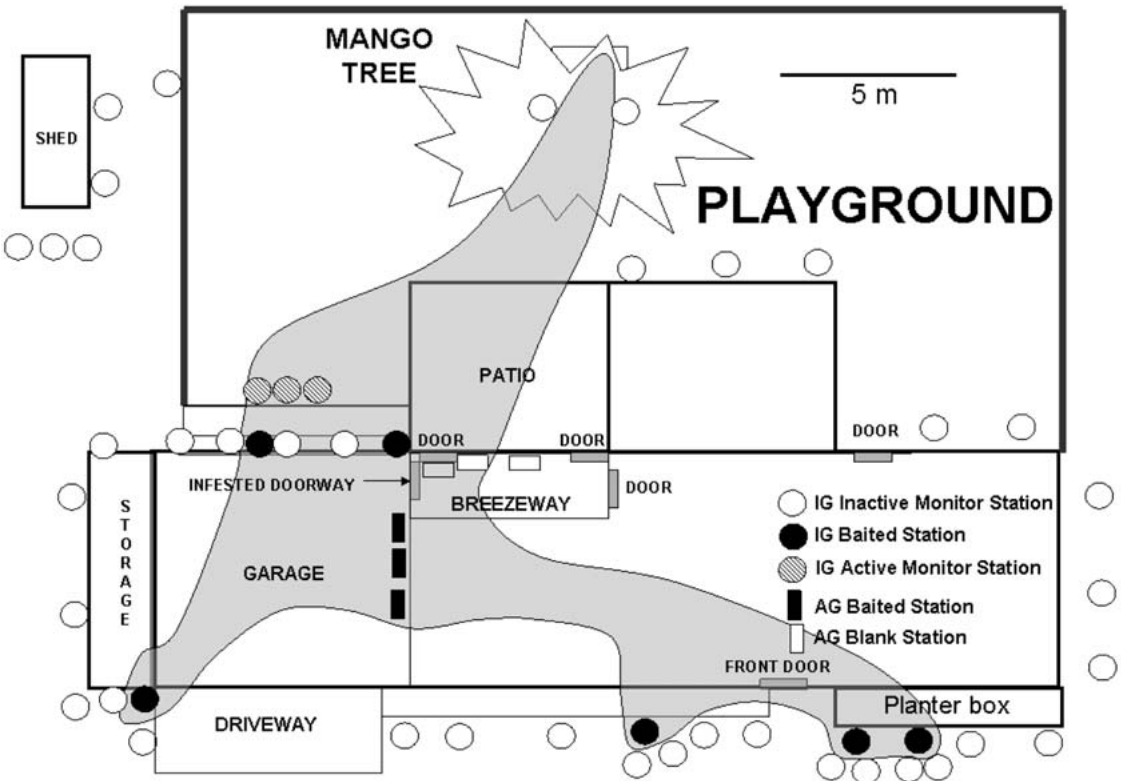 MANGO
TREE
5 m
SHED
PLAYGROUND
PATIO
DOOR
DOOR
DOOR
INFESTED DOORWAY
BREEZEWAY
DOOR
STORAGE
GARAGE
IG Inactive Monitor Station
IG Baited Station
IG Active Monitor Station
AG Baited Station
AG Blank Station
FRONT DOOR
DRIVEWAY
Planter box